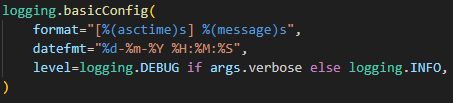 logging.basicConfig(
    format="[%(asctime)s] %(message)s",
    datefmt="%d-%m-%Y %H:%M:%S",
    level=logging.DEBUG if args.verbose else logging.INFO,
)